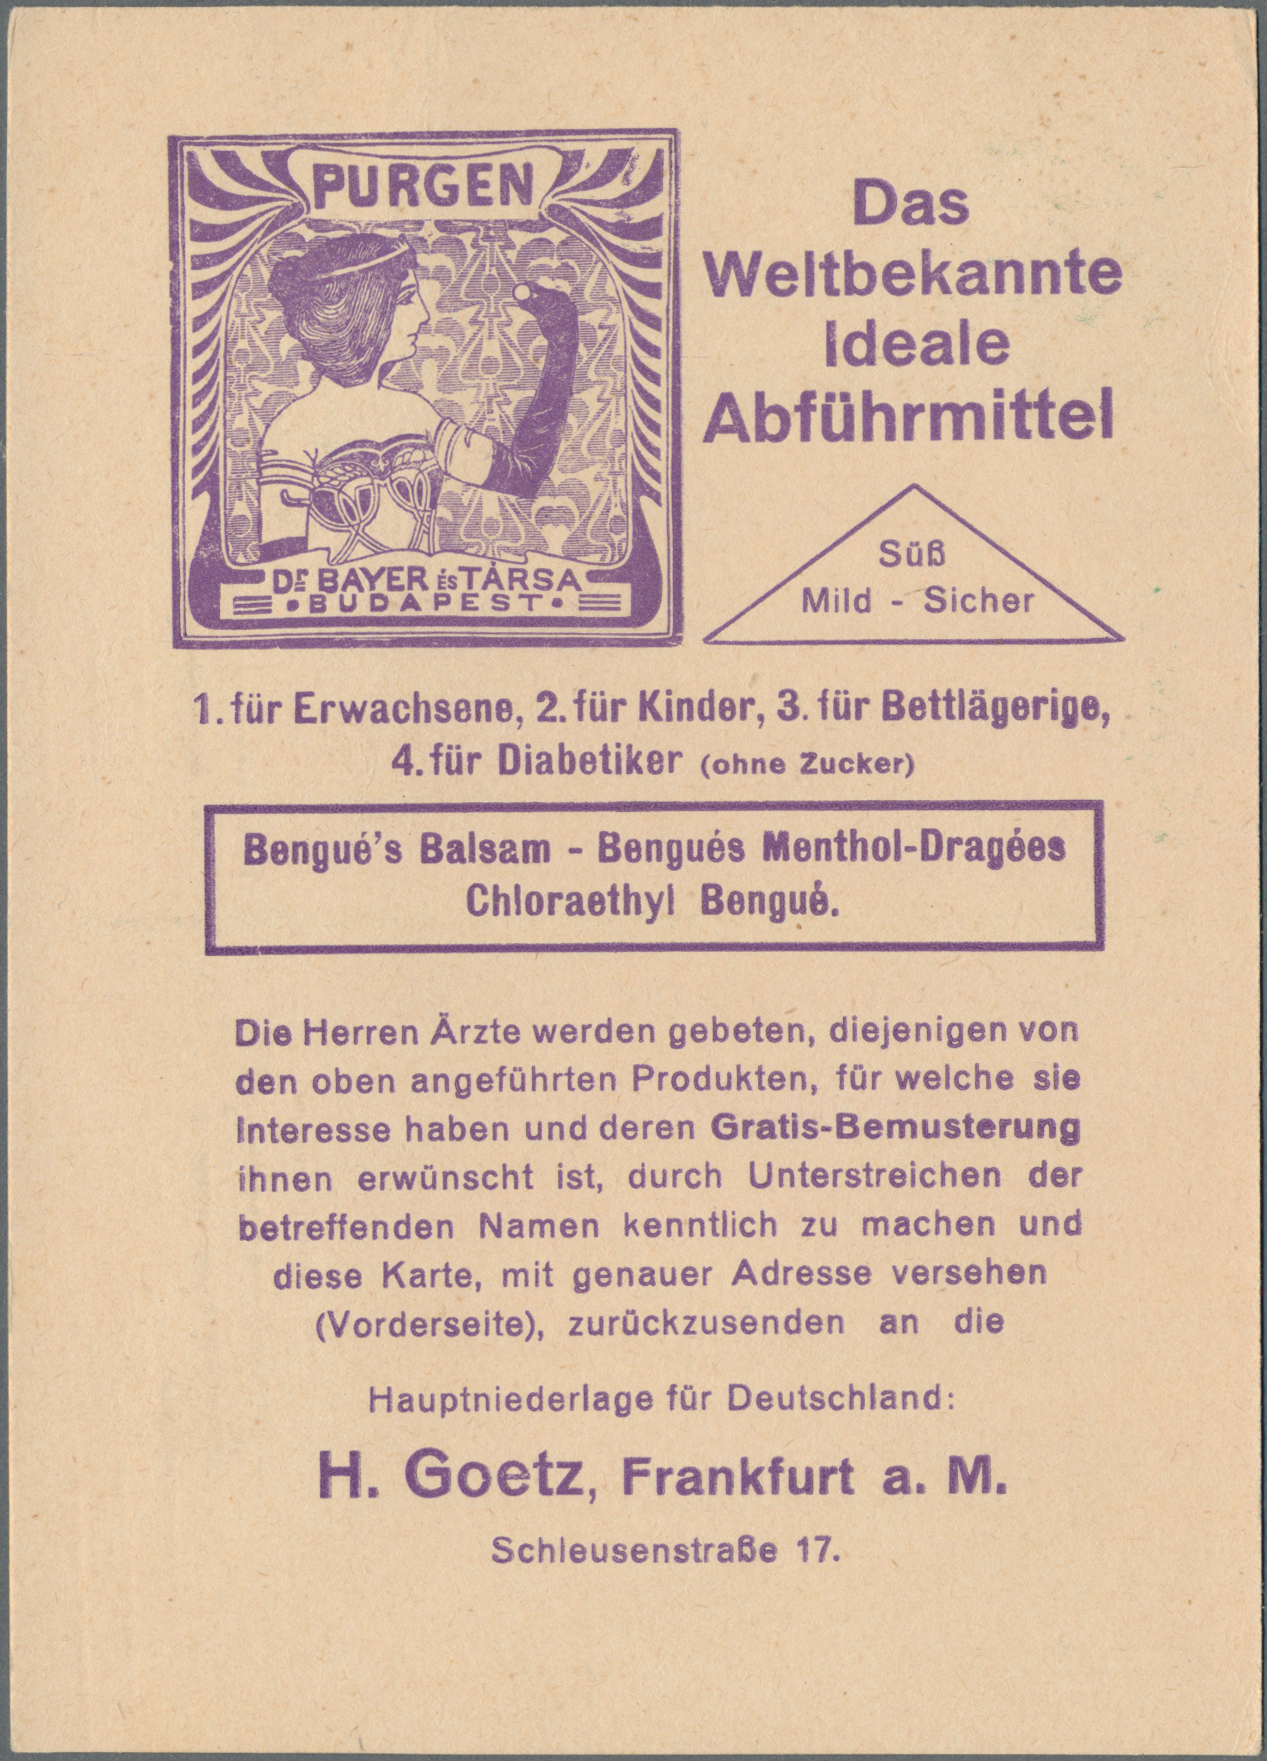 PURGEN
Dr BAYER ÉS TÁRSA
• BUDAPEST •
Das
Weltbekannte
Ideale
Abführmittel
Süß
Mild - Sicher
1. für Erwachsene, 2. für Kinder, 3. für Bettlägerige,
4. für Diabetiker (ohne Zucker)
Bengué's Balsam - Bengués Menthol-Dragées
Chloraethyl Bengué.
Die Herren Ärzte werden gebeten, diejenigen von
den oben angeführten Produkten, für welche sie
Interesse haben und deren Gratis-Bemusterung
ihnen erwünscht ist, durch Unterstreichen der
betreffenden Namen kenntlich zu machen und
diese Karte, mit genauer Adresse versehen
(Vorderseite), zurückzusenden an die
Hauptniederlage für Deutschland:
H. Goetz, Frankfurt a. M.
Schleusenstraße 17.